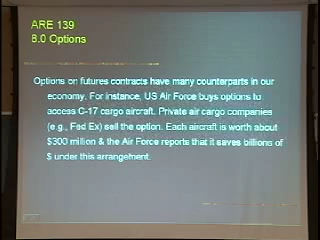 ARE 139
8.0 Options
Options on futures contracts have many counterparts in our
economy. For instance, US Air Force buys options to
access C-17 cargo aircraft. Private air cargo companies
(e.g., Fed Ex) sell the option. Each aircraft is worth about
$300 million & the Air Force reports that it saves billions of
$ under this arrangement.